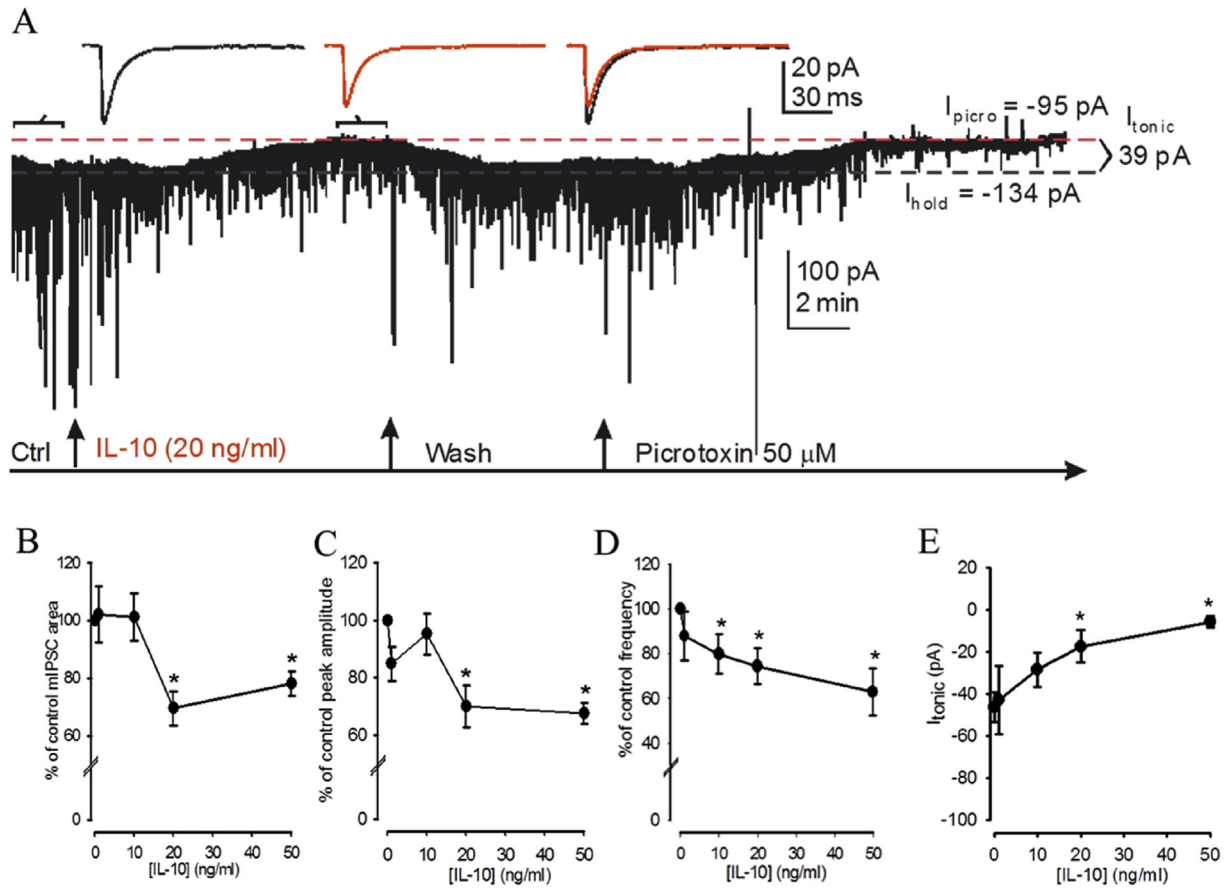 A
20 pA
30 ms
I picro = -95 pA
I tonic
39 pA
I hold = -134 pA
100 pA
2 min
Ctrl
IL-10 (20 ng/ml)
Wash
Picrotoxin 50 μM
B
% of control mIPSC area
120
100
80
60
0
*
*
0 10 20 30 40 50
[IL-10] (ng/ml)
C
% of control peak amplitude
120
100
80
60
0
*
*
0 10 20 30 40 50
[IL-10] (ng/ml)
D
%of control frequency
120
100
80
60
40
0
*
*
*
0 10 20 30 40 50
[IL-10] (ng/ml)
E
Itonic (pA)
20
0
-20
-40
-60
-80
-100
*
*
0 10 20 30 40 50
[IL-10] (ng/ml)